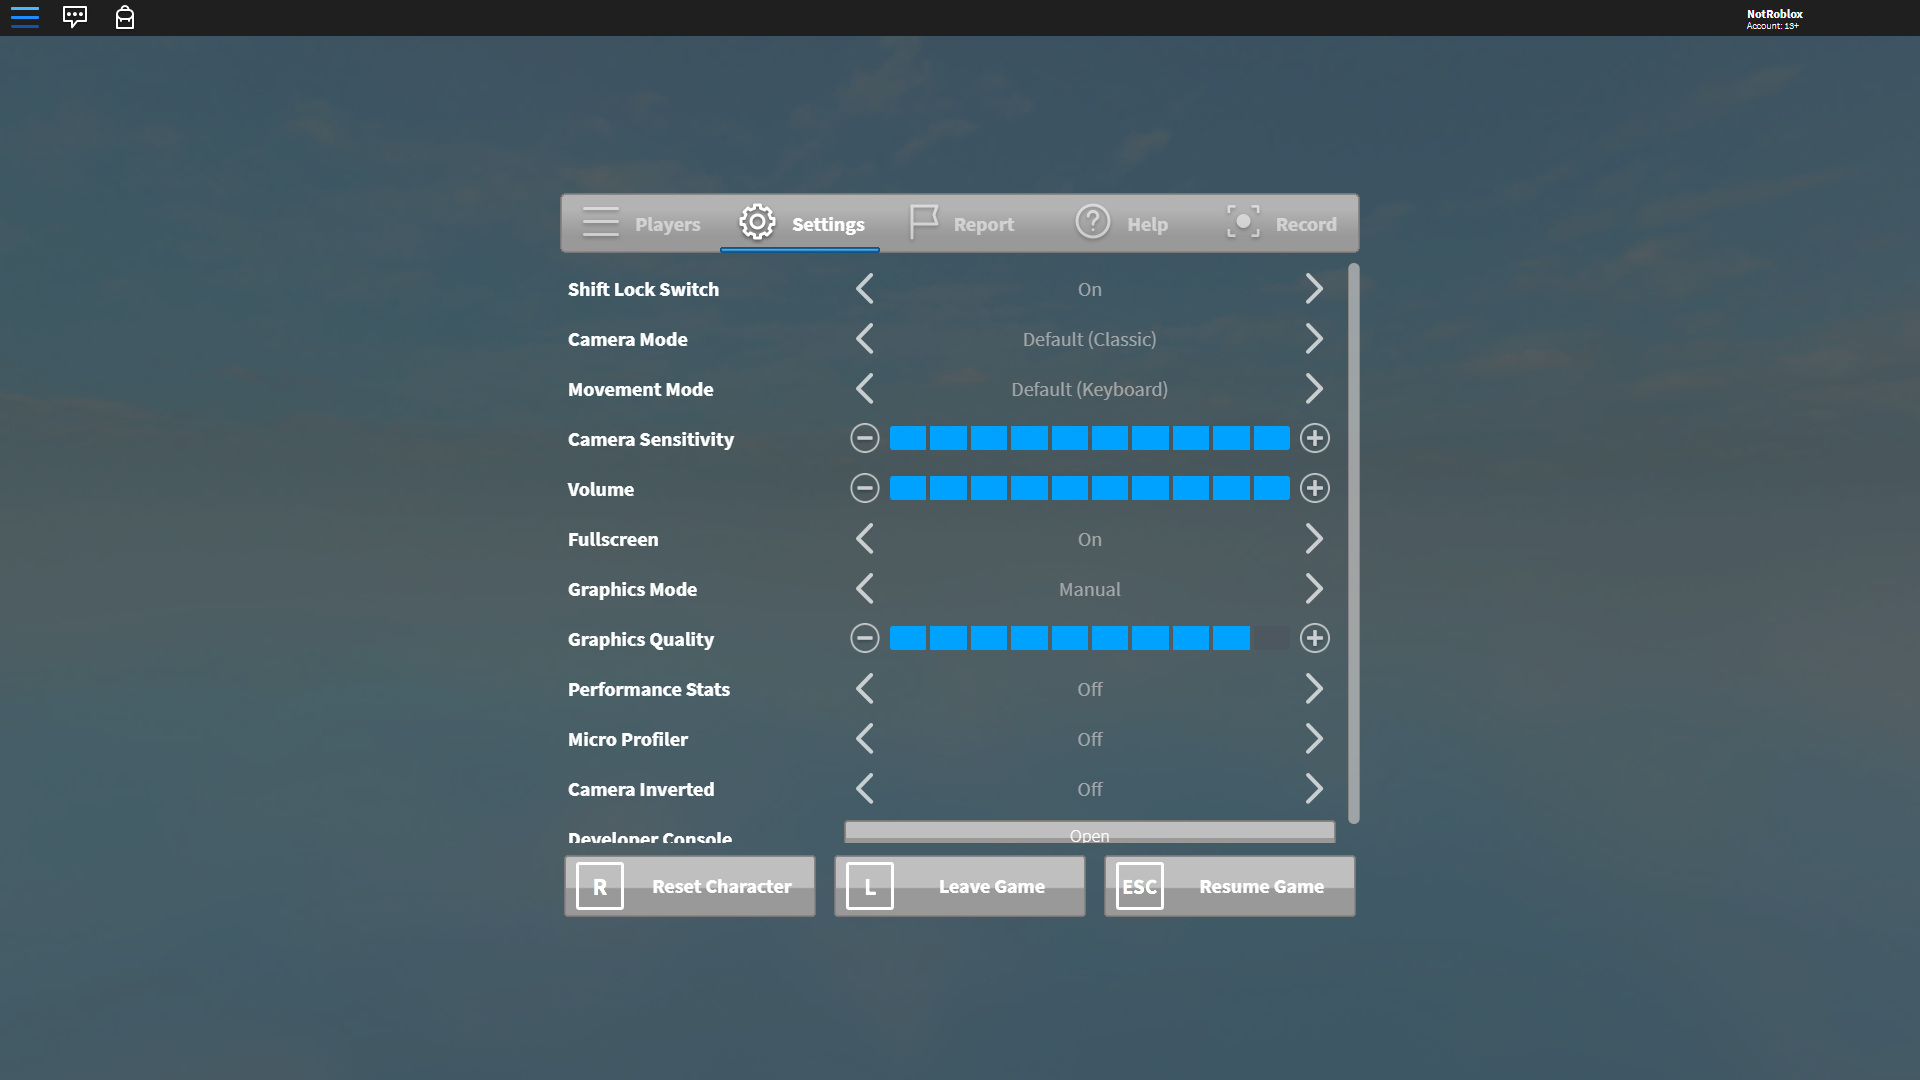 NotRoblox
Account: 13+
Players
Settings
Report
Help
Record
Shift Lock Switch
On
Camera Mode
Default (Classic)
Movement Mode
Default (Keyboard)
Camera Sensitivity
Volume
Fullscreen
On
Graphics Mode
Manual
Graphics Quality
Performance Stats
Off
Micro Profiler
Off
Camera Inverted
Off
Developer Console
Open
R
Reset Character
L
Leave Game
ESC
Resume Game